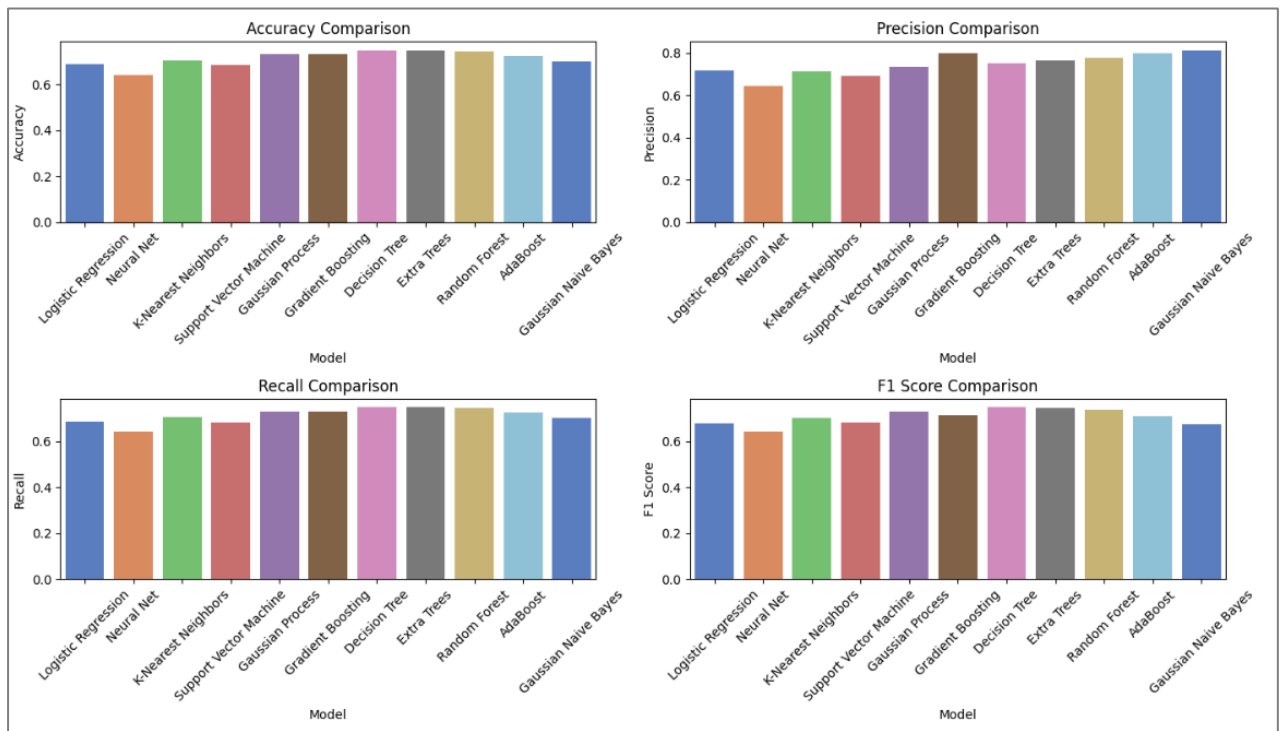 Accuracy Comparison
Accuracy
0.6
0.4
0.2
0.0
Logistic Regression
Neural Net
K-Nearest Neighbors
Support Vector Machine
Gaussian Process
Gradient Boosting
Decision Tree
Extra Trees
Random Forest
AdaBoost
Gaussian Naive Bayes
Model
Precision Comparison
Precision
0.8
0.6
0.4
0.2
0.0
Logistic Regression
Neural Net
K-Nearest Neighbors
Support Vector Machine
Gaussian Process
Gradient Boosting
Decision Tree
Extra Trees
Random Forest
AdaBoost
Gaussian Naive Bayes
Model
Recall Comparison
Recall
0.6
0.4
0.2
0.0
Logistic Regression
Neural Net
K-Nearest Neighbors
Support Vector Machine
Gaussian Process
Gradient Boosting
Decision Tree
Extra Trees
Random Forest
AdaBoost
Gaussian Naive Bayes
Model
F1 Score Comparison
F1 Score
0.6
0.4
0.2
0.0
Logistic Regression
Neural Net
K-Nearest Neighbors
Support Vector Machine
Gaussian Process
Gradient Boosting
Decision Tree
Extra Trees
Random Forest
AdaBoost
Gaussian Naive Bayes
Model